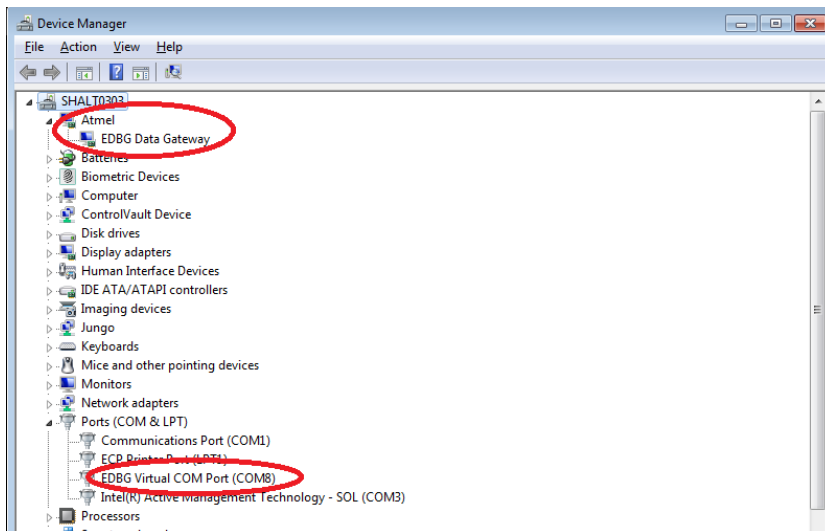 Device Manager
File Action View Help
SHALT0303
Atmel
EDBG Data Gateway
Batteries
Biometric Devices
Computer
ControlVault Device
Disk drives
Display adapters
Human Interface Devices
IDE ATA/ATAPI controllers
Imaging devices
Jungo
Keyboards
Mice and other pointing devices
Monitors
Network adapters
Ports (COM & LPT)
Communications Port (COM1)
ECP Printer Port (LPT1)
EDBG Virtual COM Port (COM8)
Intel(R) Active Management Technology - SOL (COM3)
Processors